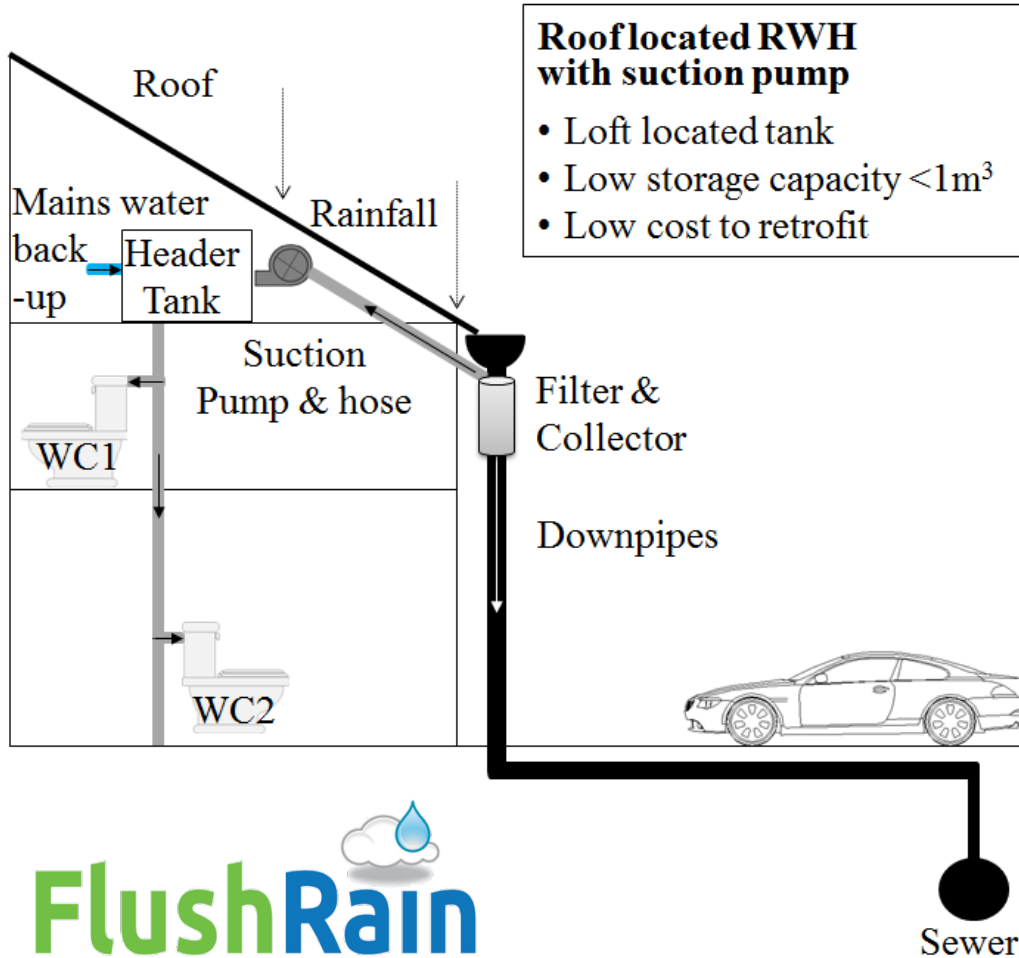 Roof located RWH
with suction pump
• Loft located tank
• Low storage capacity <1m³
• Low cost to retrofit
Roof
Rainfall
Mains water
back
-up
Header
Tank
Suction
Pump & hose
Filter &
Collector
WC1
Downpipes
WC2
FlushRain
Sewer